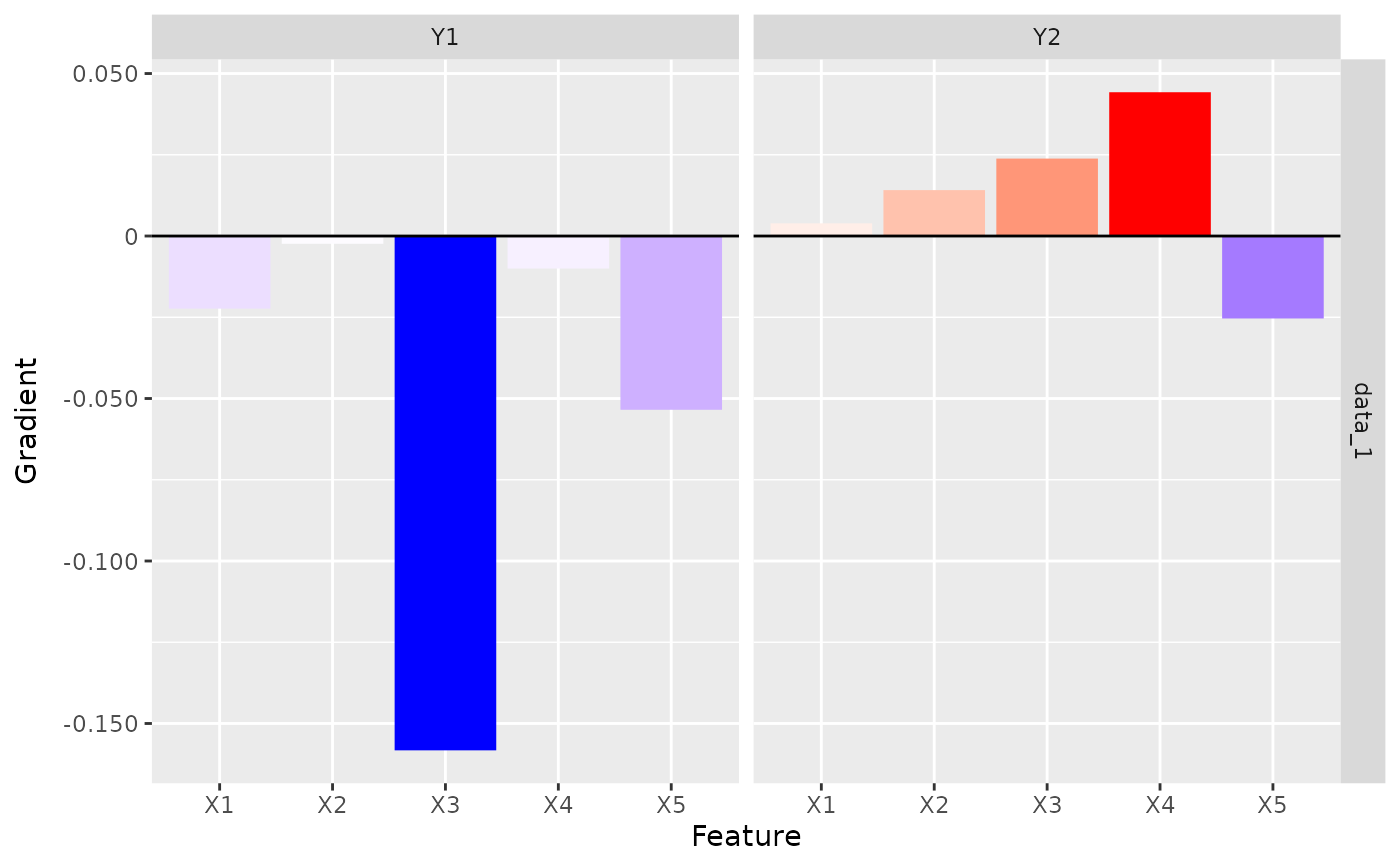 Y1
Y2
0.050
0
-0.050
-0.100
-0.150
Gradient
data_1
X1 X2 X3 X4 X5
X1 X2 X3 X4 X5
Feature